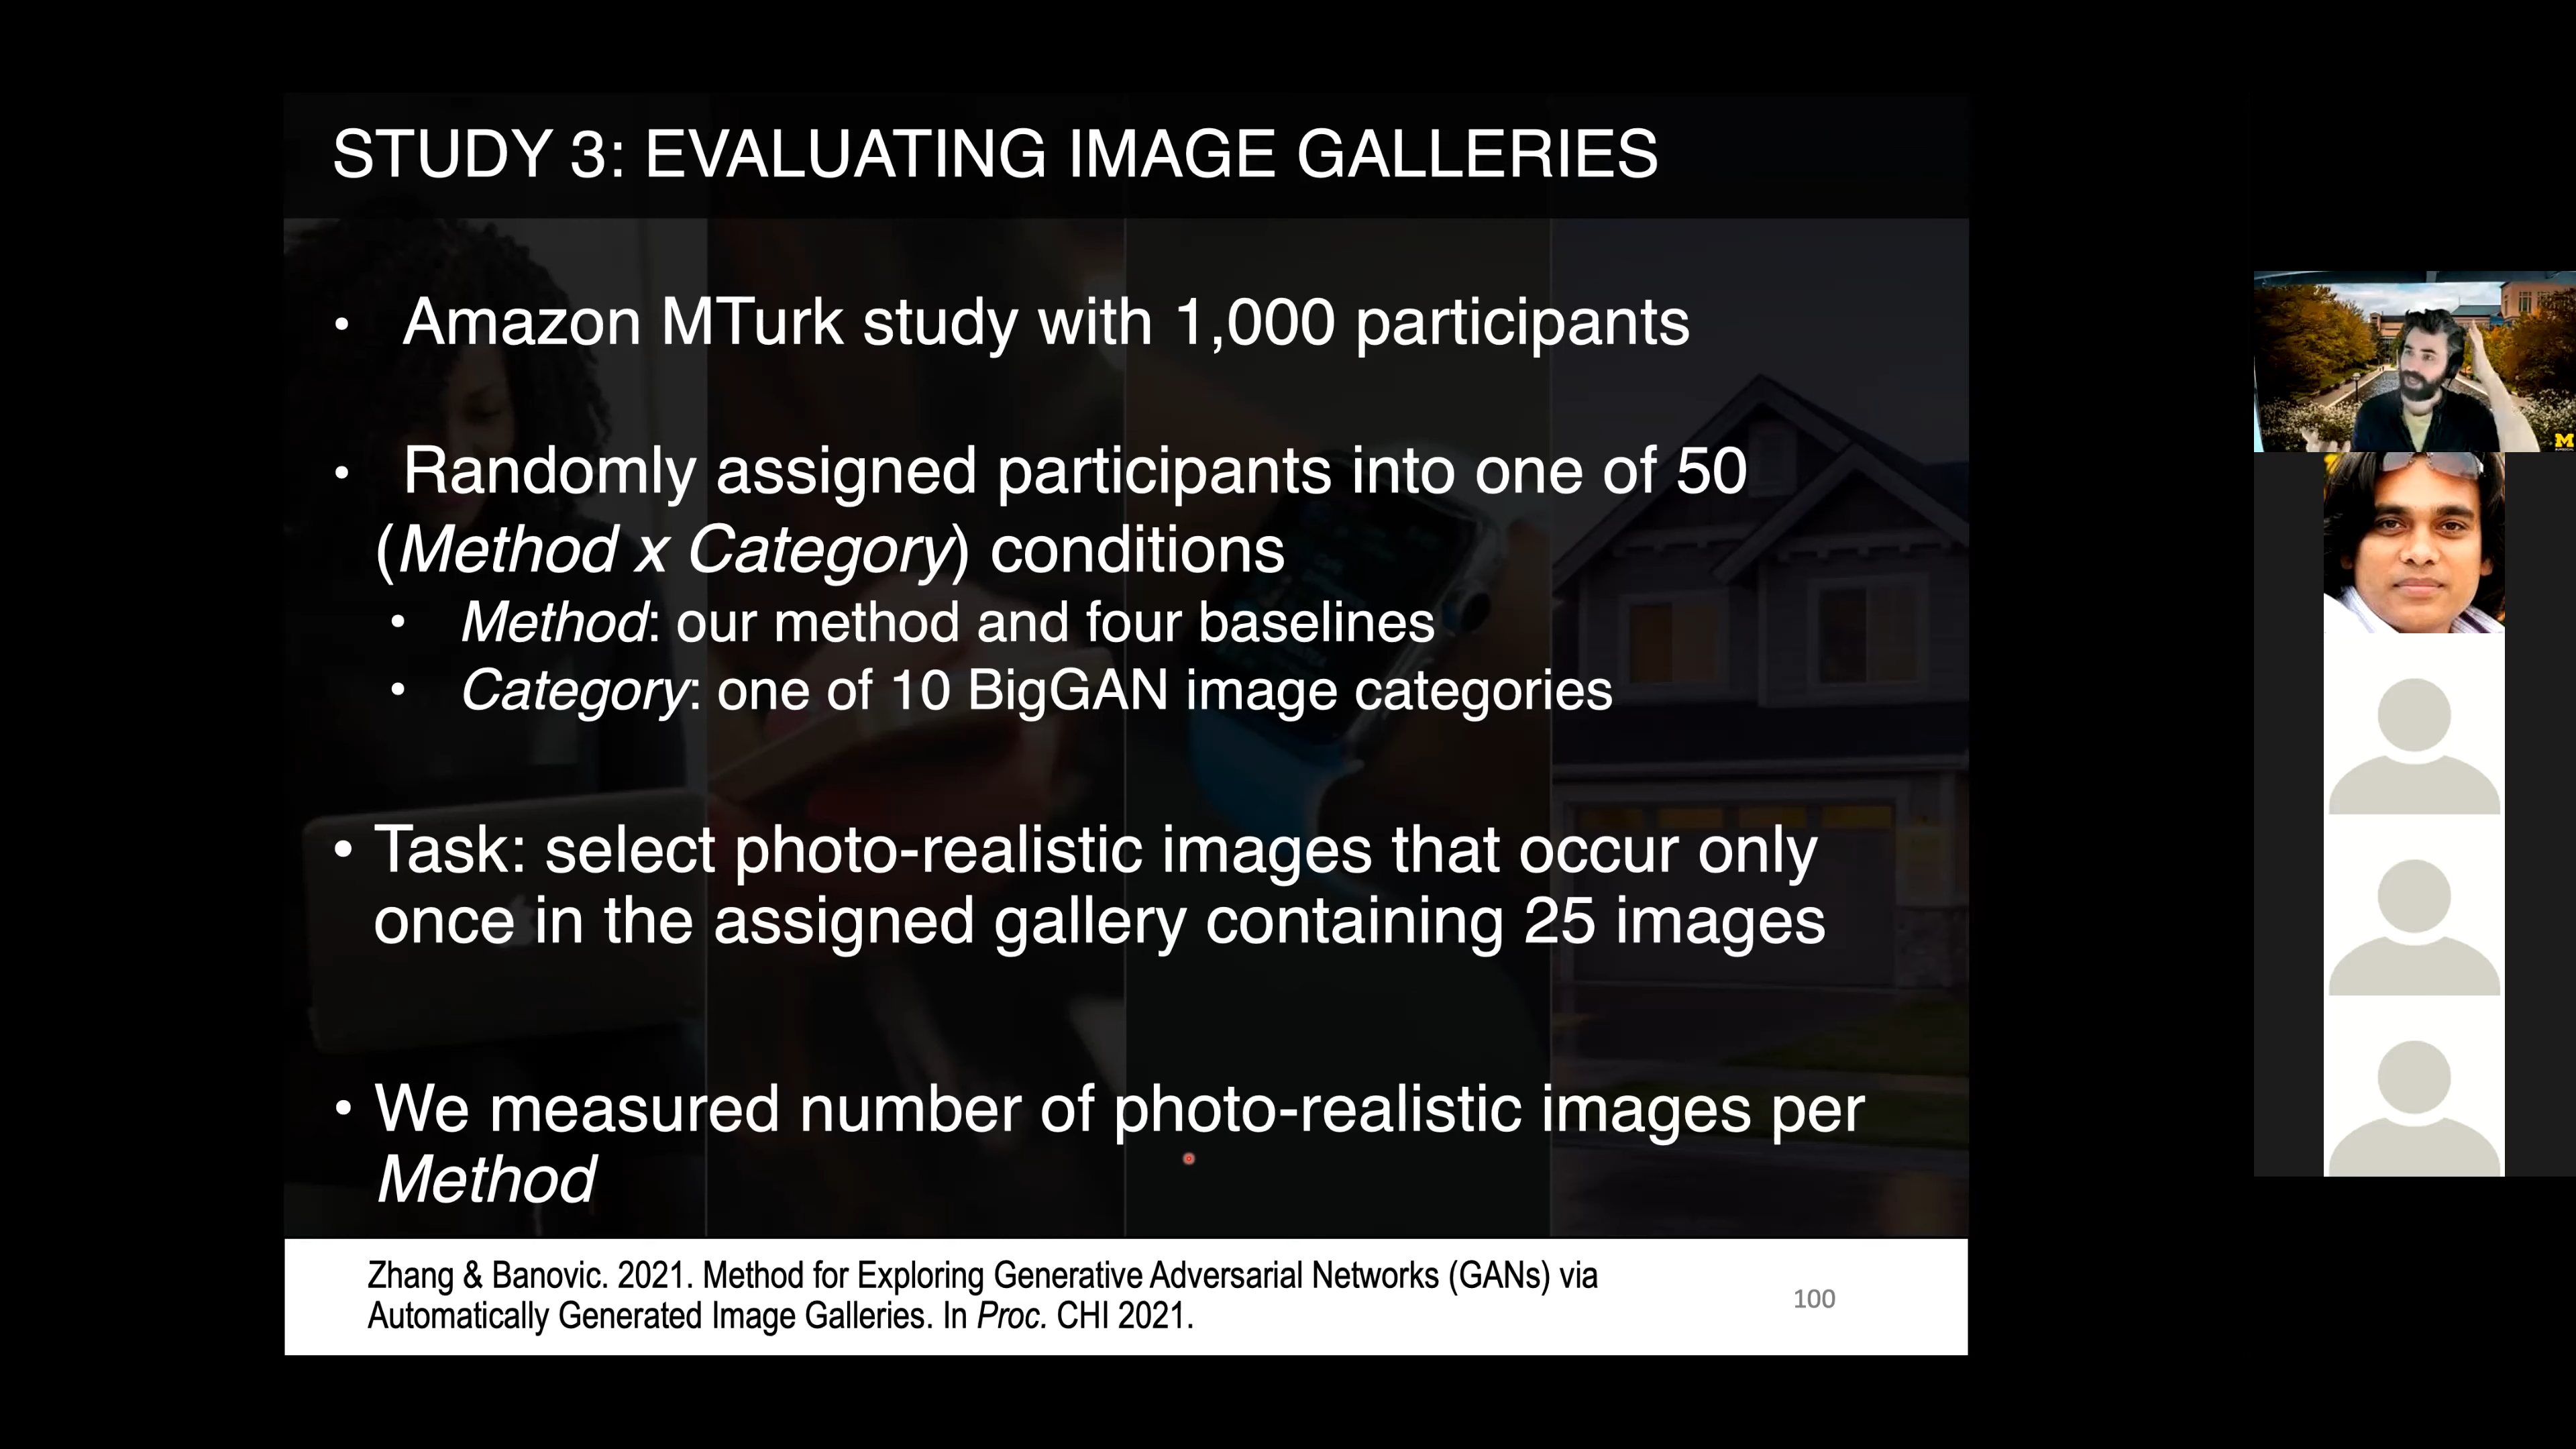 STUDY 3: EVALUATING IMAGE GALLERIES
• Amazon MTurk study with 1,000 participants
• Randomly assigned participants into one of 50
(Method x Category) conditions
• Method: our method and four baselines
• Category: one of 10 BigGAN image categories
• Task: select photo-realistic images that occur only
once in the assigned gallery containing 25 images
• We measured number of photo-realistic images per
Method
Zhang & Banovic. 2021. Method for Exploring Generative Adversarial Networks (GANs) via
Automatically Generated Image Galleries. In Proc. CHI 2021.
100
M